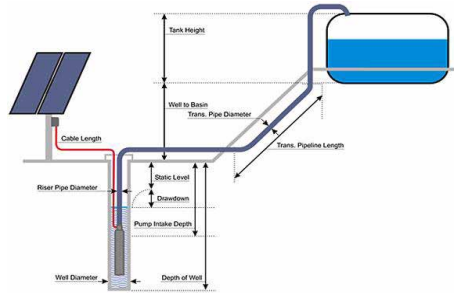 Tank Height
Well to Basin
Trans. Pipe Diameter
Cable Length
Trans. Pipeline Length
Static Level
Riser Pipe Diameter
Drawdown
Pump Intake Depth
Well Diameter
Depth of Well